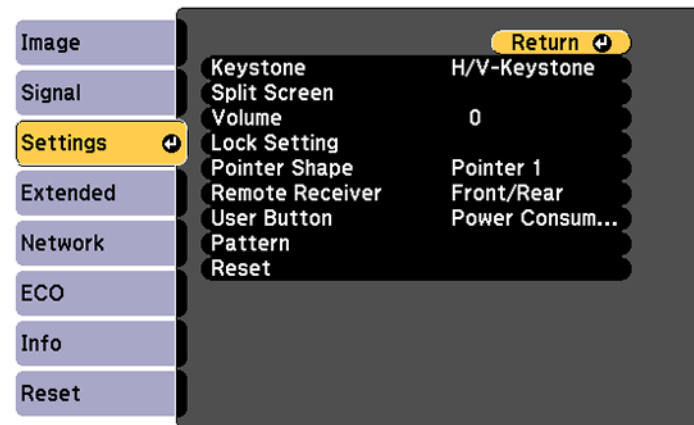 Image
Signal
Settings
Extended
Network
ECO
Info
Reset
Return
Keystone H/V-Keystone
Split Screen
Volume 0
Lock Setting
Pointer Shape Pointer 1
Remote Receiver Front/Rear
User Button Power Consum...
Pattern
Reset